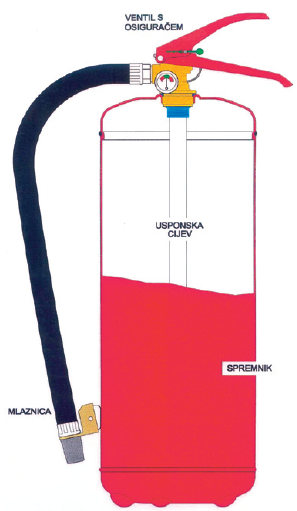 VENTIL S
OSIGURAČEM
USPONSKA
CIJEV
SPREMNIK
MLAZNICA